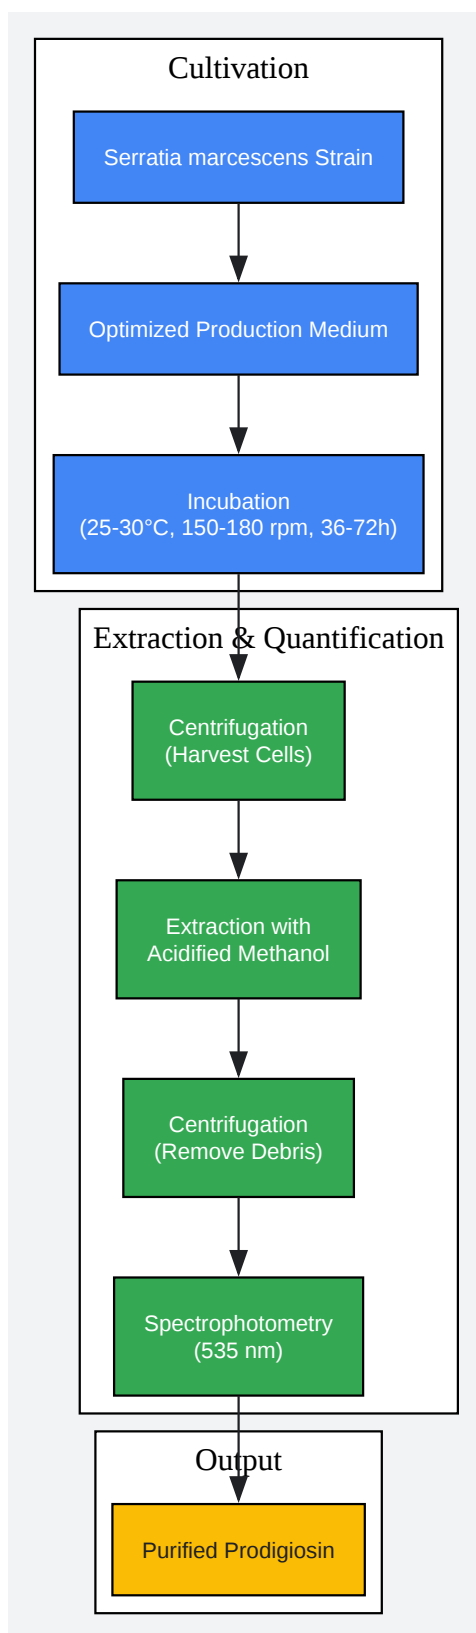 Cultivation
Serratia marcescens Strain
Optimized Production Medium
Incubation
(25-30°C, 150-180 rpm, 36-72h)
Extraction & Quantification
Centrifugation
(Harvest Cells)
Extraction with
Acidified Methanol
Centrifugation
(Remove Debris)
Spectrophotometry
(535 nm)
Output
Purified Prodigiosin